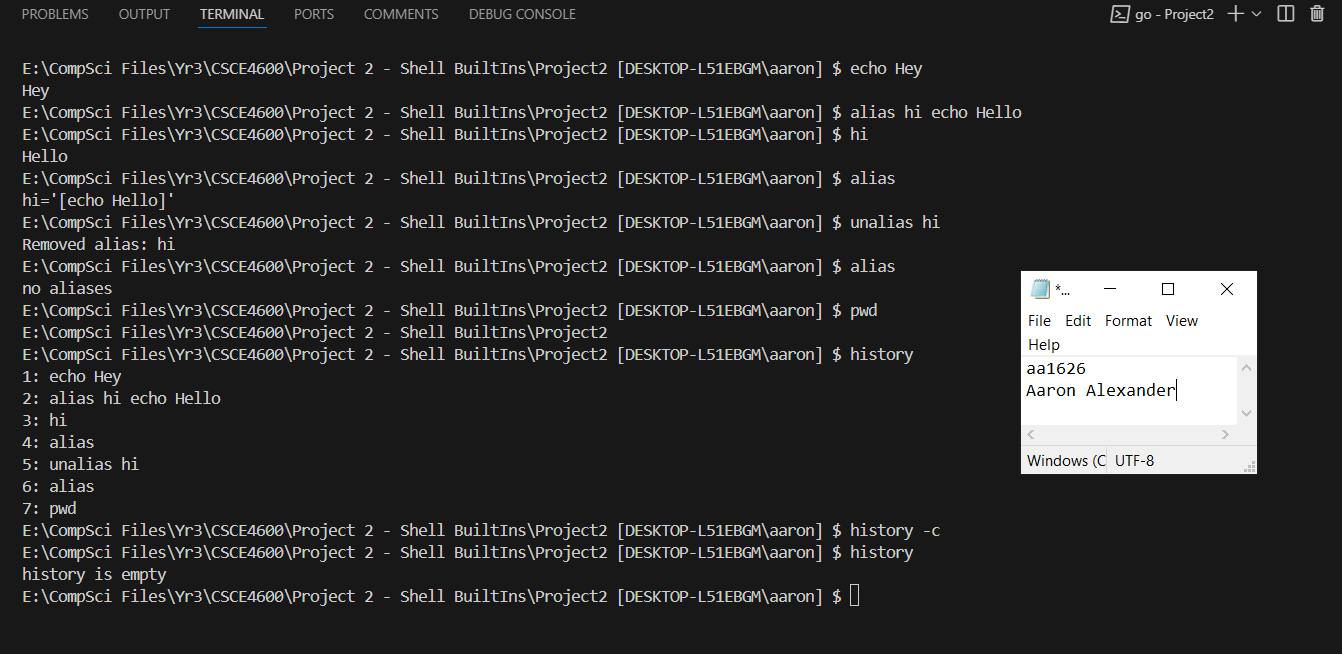 PROBLEMS OUTPUT TERMINAL PORTS COMMENTS DEBUG CONSOLE go - Project2
E:\CompSci Files\Yr3\CSCE4600\Project 2 - Shell BuiltIns\Project2 [DESKTOP-L51EBGM\aaron] $ echo Hey
Hey
E:\CompSci Files\Yr3\CSCE4600\Project 2 - Shell BuiltIns\Project2 [DESKTOP-L51EBGM\aaron] $ alias hi echo Hello
E:\CompSci Files\Yr3\CSCE4600\Project 2 - Shell BuiltIns\Project2 [DESKTOP-L51EBGM\aaron] $ hi
Hello
E:\CompSci Files\Yr3\CSCE4600\Project 2 - Shell BuiltIns\Project2 [DESKTOP-L51EBGM\aaron] $ alias
hi='[echo Hello]'
E:\CompSci Files\Yr3\CSCE4600\Project 2 - Shell BuiltIns\Project2 [DESKTOP-L51EBGM\aaron] $ unalias hi
Removed alias: hi
E:\CompSci Files\Yr3\CSCE4600\Project 2 - Shell BuiltIns\Project2 [DESKTOP-L51EBGM\aaron] $ alias
no aliases
E:\CompSci Files\Yr3\CSCE4600\Project 2 - Shell BuiltIns\Project2 [DESKTOP-L51EBGM\aaron] $ pwd
E:\CompSci Files\Yr3\CSCE4600\Project 2 - Shell BuiltIns\Project2
E:\CompSci Files\Yr3\CSCE4600\Project 2 - Shell BuiltIns\Project2 [DESKTOP-L51EBGM\aaron] $ history
1: echo Hey
2: alias hi echo Hello
3: hi
4: alias
5: unalias hi
6: alias
7: pwd
E:\CompSci Files\Yr3\CSCE4600\Project 2 - Shell BuiltIns\Project2 [DESKTOP-L51EBGM\aaron] $ history -c
E:\CompSci Files\Yr3\CSCE4600\Project 2 - Shell BuiltIns\Project2 [DESKTOP-L51EBGM\aaron] $ history
history is empty
E:\CompSci Files\Yr3\CSCE4600\Project 2 - Shell BuiltIns\Project2 [DESKTOP-L51EBGM\aaron] $
*...
File Edit Format View
Help
aa1626
Aaron Alexander
Windows (C UTF-8